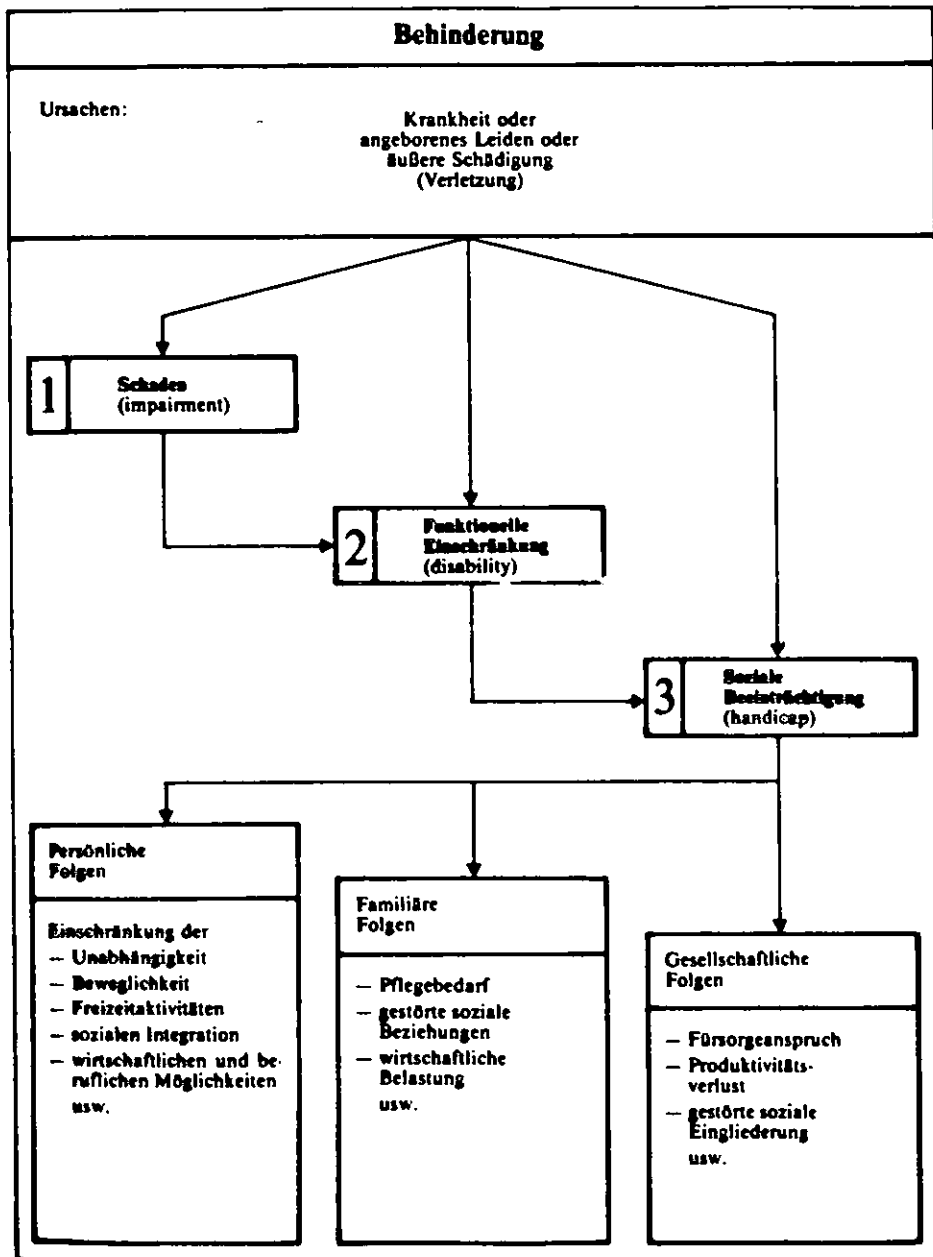 Behinderung
Ursachen:
Krankheit oder
angeborenes Leiden oder
äußere Schädigung
(Verletzung)
1
Schaden
(impairment)
2
Funktionelle
Einschränkung
(disability)
3
Soziale
Beeinträchtigung
(handicap)
Persönliche
Folgen
Einschränkung der
– Unabhängigkeit
– Beweglichkeit
– Freizeitaktivitäten
– sozialen Integration
– wirtschaftlichen und be-
ruflichen Möglichkeiten
usw.
Familiäre
Folgen
– Pflegebedarf
– gestörte soziale
Beziehungen
– wirtschaftliche
Belastung
usw.
Gesellschaftliche
Folgen
– Fürsorgeanspruch
– Produktivitäts-
verlust
– gestörte soziale
Eingliederung
usw.